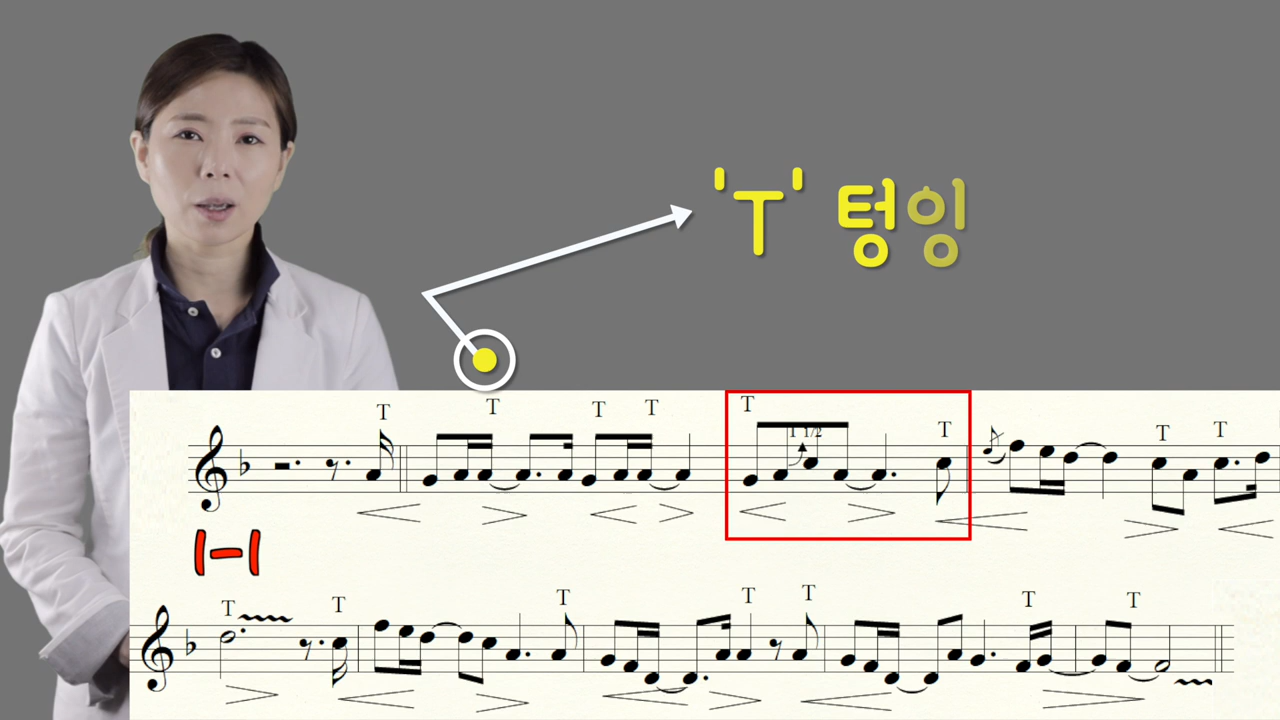 'T' 텅잉
T T T T T T T T
1 1/2
1-1
T T T T T T T